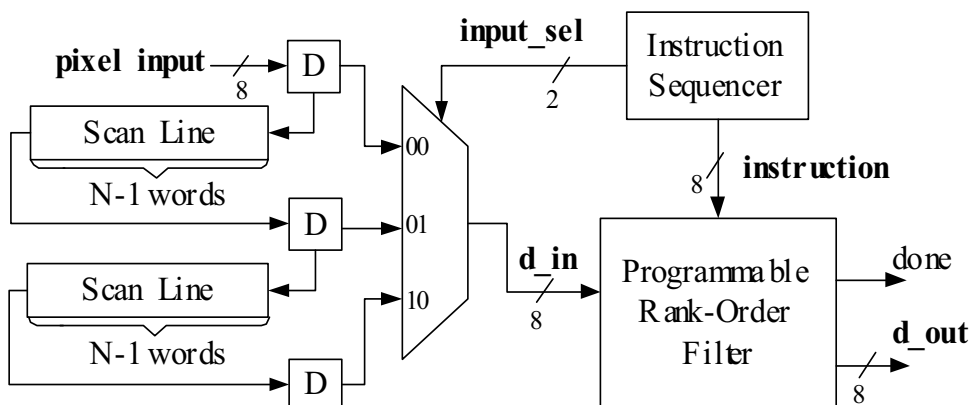 pixel input
8
D
input_sel
2
Instruction
Sequencer
Scan Line
N-1 words
00
8
instruction
D
01
d_in
8
Programmable
Rank-Order
Filter
done
Scan Line
N-1 words
10
D
d_out
8